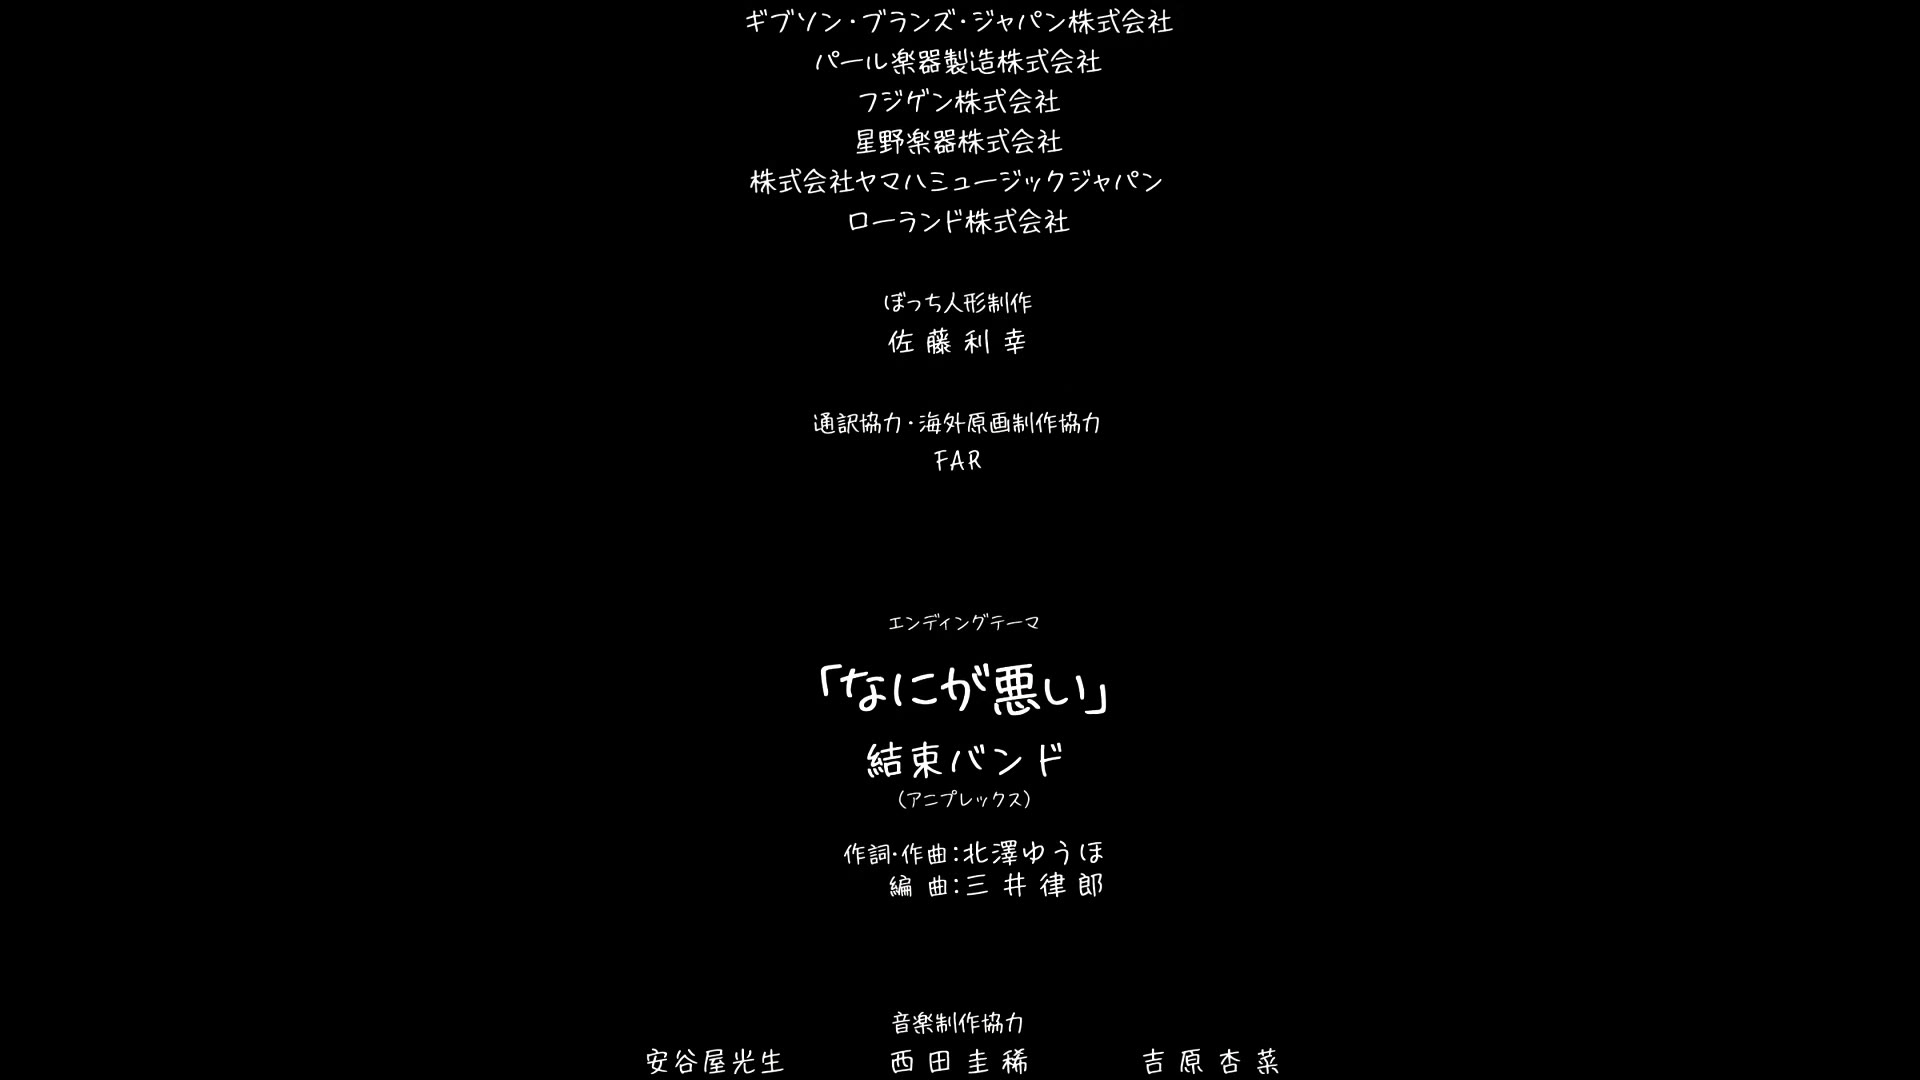 ギブソン・ブランズ・ジャパン株式会社
パール楽器製造株式会社
フジゲン株式会社
星野楽器株式会社
株式会社ヤマハミュージックジャパン
ローランド株式会社
ぼっち人形制作
佐藤利幸
通訳協力・海外原画制作協力
FAR
エンディングテーマ
「なにが悪い」
結束バンド
(アニプレックス)
作詞・作曲:北澤ゆうほ
編曲:三井律郎
音楽制作協力
安谷屋光生 西田圭稀 吉原杏菜